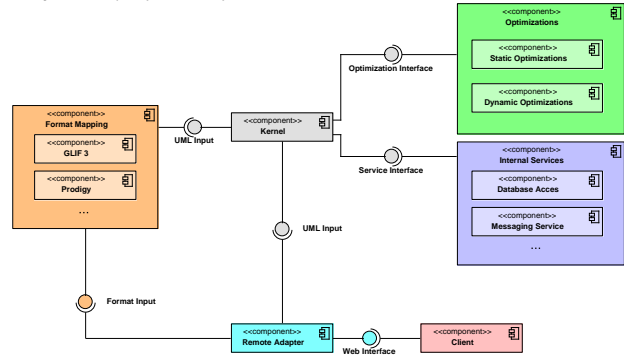 <<component>>
Optimizations
<<component>>
Static Optimizations
<<component>>
Dynamic Optimizations
Optimization Interface
<<component>>
Format Mapping
<<component>>
GLIF 3
<<component>>
Prodigy
...
UML Input
<<component>>
Kernel
Service Interface
<<component>>
Internal Services
<<component>>
Database Acces
<<component>>
Messaging Service
...
UML Input
Format Input
<<component>>
Remote Adapter
Web Interface
<<component>>
Client